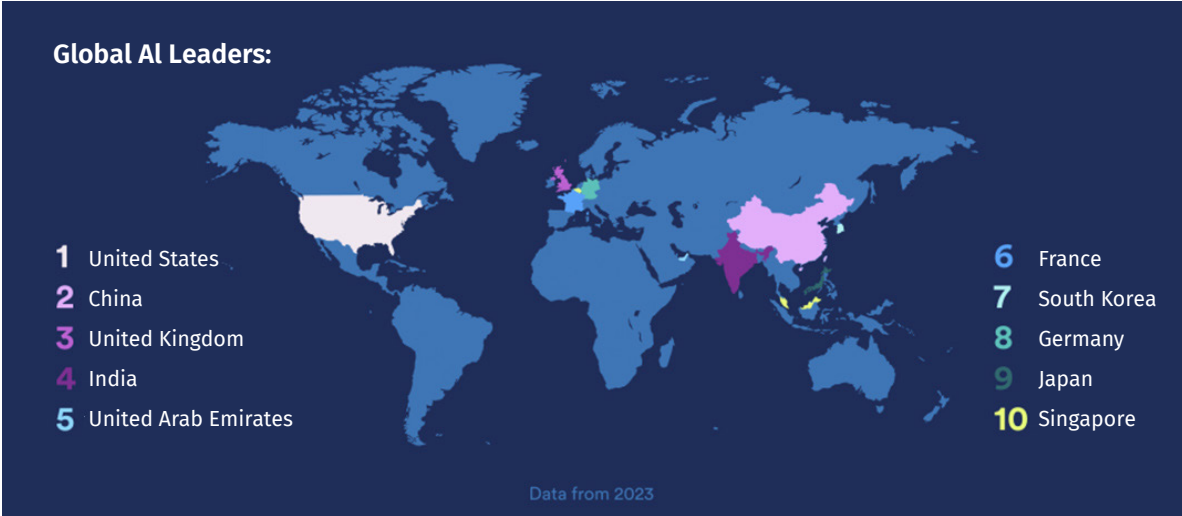 Global AI Leaders:
1 United States
2 China
3 United Kingdom
4 India
5 United Arab Emirates
6 France
7 South Korea
8 Germany
9 Japan
10 Singapore
Data from 2023